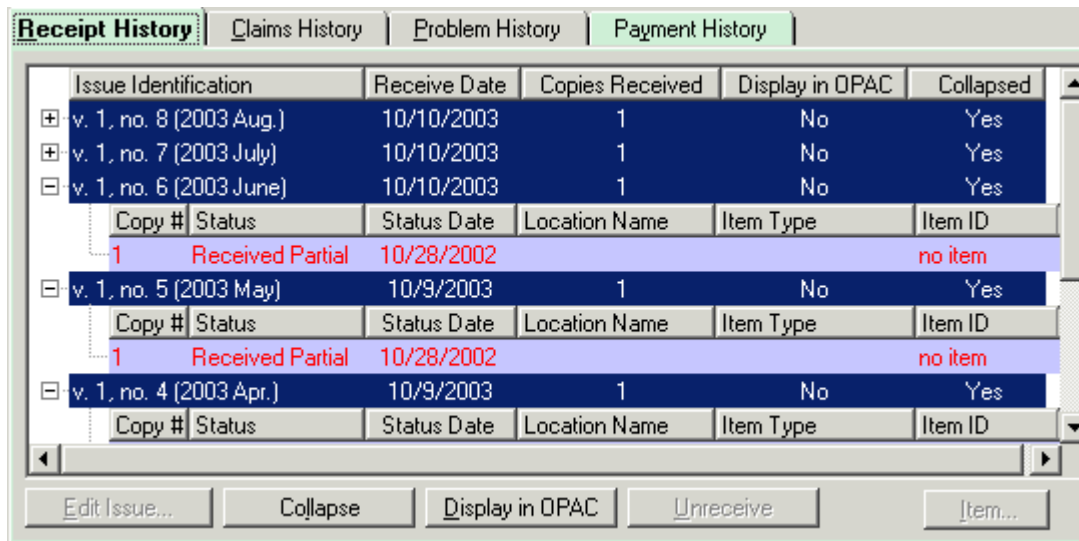 Receipt History Claims History Problem History Payment History
Issue Identification Receive Date Copies Received Display in OPAC Collapsed
v. 1, no. 8 (2003 Aug.) 10/10/2003 1 No Yes
v. 1, no. 7 (2003 July) 10/10/2003 1 No Yes
v. 1, no. 6 (2003 June) 10/10/2003 1 No Yes
Copy # Status Status Date Location Name Item Type Item ID
1 Received Partial 10/28/2002 no item
v. 1, no. 5 (2003 May) 10/9/2003 1 No Yes
Copy # Status Status Date Location Name Item Type Item ID
1 Received Partial 10/28/2002 no item
v. 1, no. 4 (2003 Apr.) 10/9/2003 1 No Yes
Copy # Status Status Date Location Name Item Type Item ID
Edit Issue... Collapse Display in OPAC Unreceive Item...